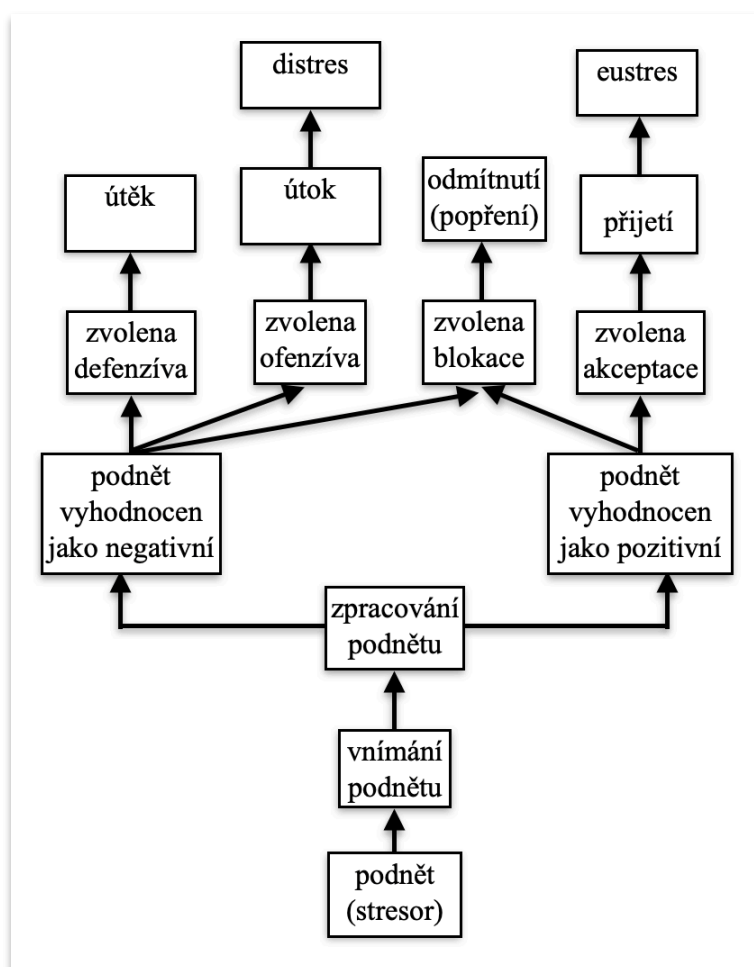 distres
eustres
útěk
útok
odmítnutí
(popření)
přijetí
zvolena
defenzíva
zvolena
ofenzíva
zvolena
blokace
zvolena
akceptace
podnět
vyhodnocen
jako negativní
podnět
vyhodnocen
jako pozitivní
zpracování
podnětu
vnímání
podnětu
podnět
(stresor)